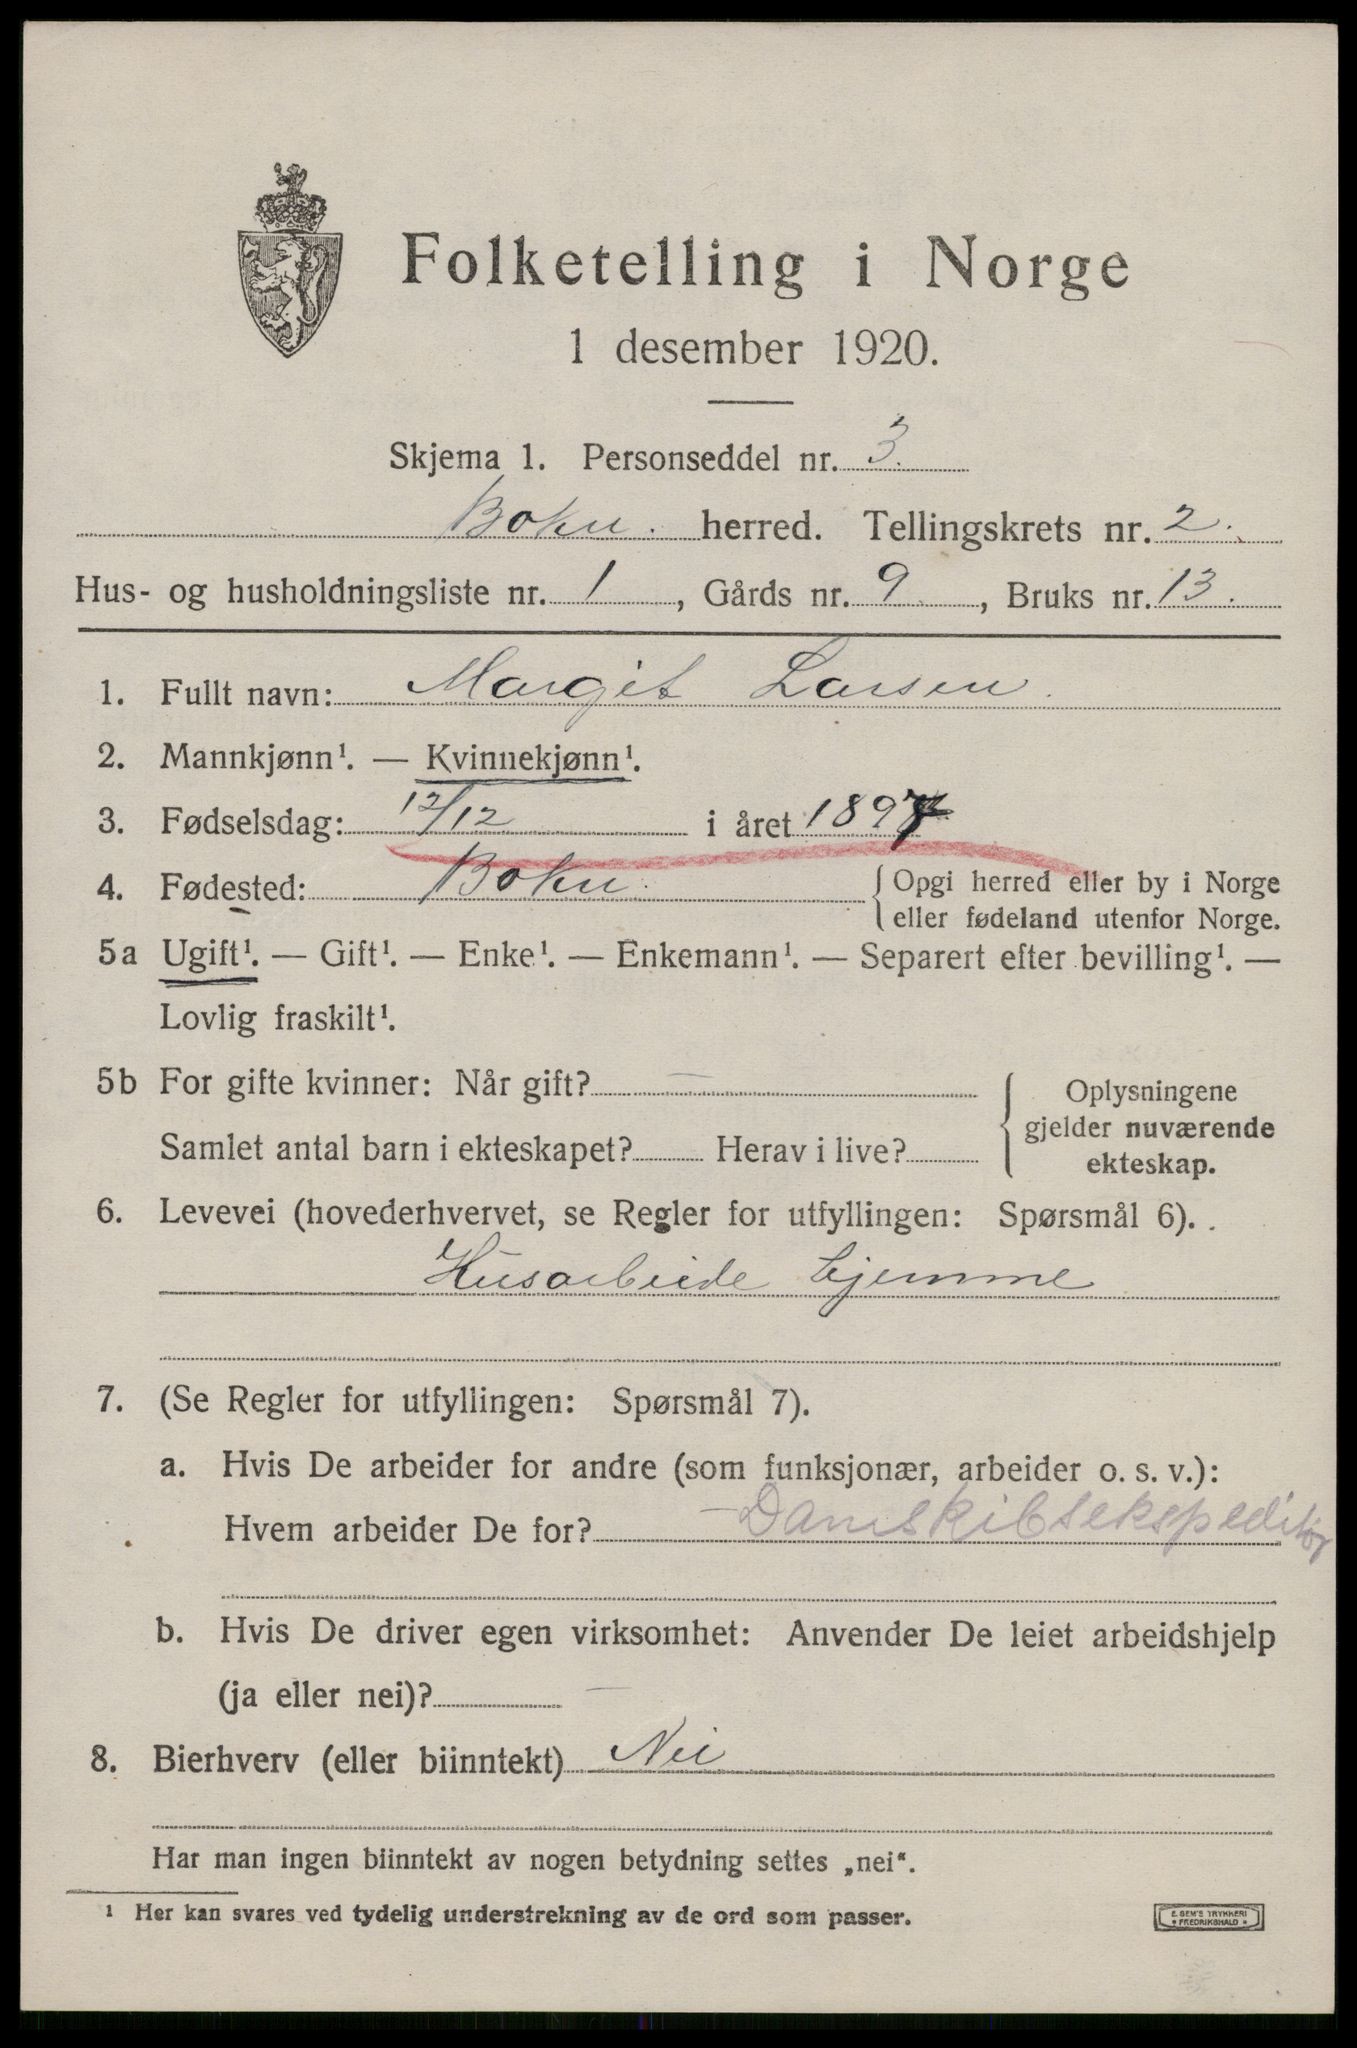 Folketelling i Norge
1 desember 1920.
Skjema 1. Personseddel nr. 3.
Bokn. herred. Tellingskrets nr. 2.
Hus- og husholdningsliste nr. 1, Gårds nr. 9, Bruks nr. 13.
1. Fullt navn: Margit Larsen.
2. Mannkjønn¹. — Kvinnekjønn¹.
3. Fødselsdag: 12/12 i året 1897
4. Fødested: Bokn. { Opgi herred eller by i Norge
eller fødeland utenfor Norge.
5a Ugift¹. — Gift¹. — Enke¹. — Enkemann¹. — Separert efter bevilling¹. —
Lovlig fraskilt¹.
5b For gifte kvinner: Når gift? —
Samlet antal barn i ekteskapet? Herav i live?
{ Oplysningene
gjelder nuværende
ekteskap.
6. Levevei (hovederhvervet, se Regler for utfyllingen: Spørsmål 6).
Husarbeide hjemme
7. (Se Regler for utfyllingen: Spørsmål 7).
a. Hvis De arbeider for andre (som funksjonær, arbeider o. s. v.):
Hvem arbeider De for? — Damskibsekspeditør
b. Hvis De driver egen virksomhet: Anvender De leiet arbeidshjelp
(ja eller nei)? —
8. Bierhverv (eller biinntekt) Nei
Har man ingen biinntekt av nogen betydning settes „nei“.
¹ Her kan svares ved tydelig understrekning av de ord som passer.
E. SEM'S TRYKKERI
FREDRIKSHALD